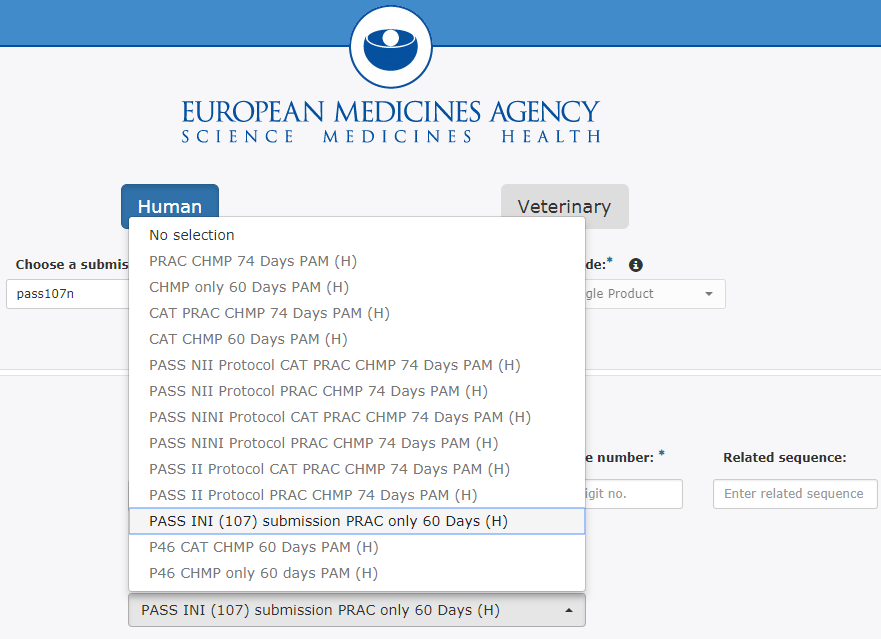 EUROPEAN MEDICINES AGENCY
SCIENCE MEDICINES HEALTH
Human
Veterinary
Choose a submis
de:*
pass107n
gle Product
No selection
PRAC CHMP 74 Days PAM (H)
CHMP only 60 Days PAM (H)
CAT PRAC CHMP 74 Days PAM (H)
CAT CHMP 60 Days PAM (H)
PASS NII Protocol CAT PRAC CHMP 74 Days PAM (H)
PASS NII Protocol PRAC CHMP 74 Days PAM (H)
PASS NINI Protocol CAT PRAC CHMP 74 Days PAM (H)
PASS NINI Protocol PRAC CHMP 74 Days PAM (H)
PASS II Protocol CAT PRAC CHMP 74 Days PAM (H)
PASS II Protocol PRAC CHMP 74 Days PAM (H)
PASS INI (107) submission PRAC only 60 Days (H)
P46 CAT CHMP 60 Days PAM (H)
P46 CHMP only 60 days PAM (H)
e number: *
Related sequence:
igit no.
Enter related sequence
PASS INI (107) submission PRAC only 60 Days (H)